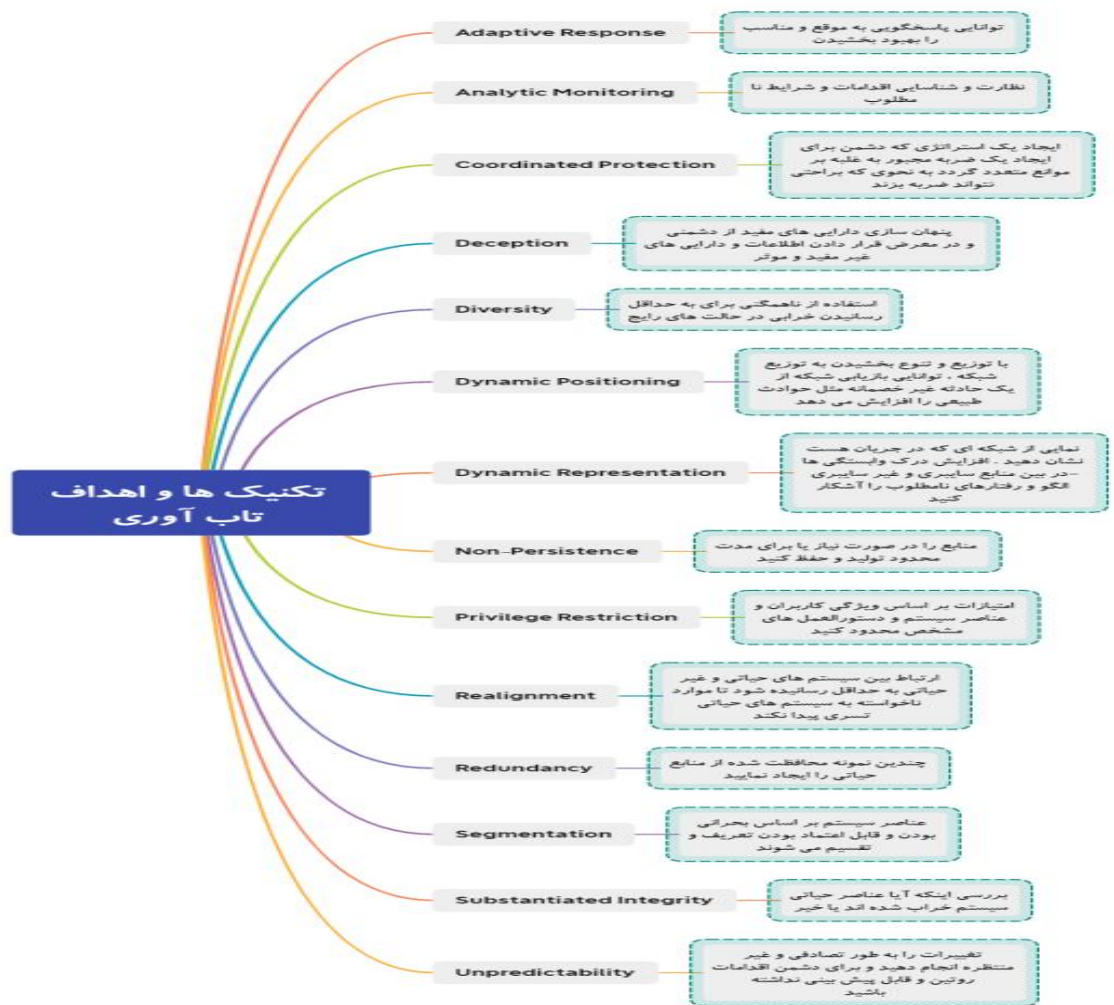 تکنیک ها و اهداف
تاب آوری
Adaptive Response
توانایی پاسخگویی به موقع و مناسب
را بهبود بخشیدن
Analytic Monitoring
نظارت و شناسایی اقدامات و شرایط نا
مطلوب
Coordinated Protection
ایجاد یک استراتژی که دشمن برای
ایجاد یک ضربه مجبور به غلبه بر
موانع متعدد گردد به نحوی که براحتی
نتواند ضربه بزند
Deception
پنهان سازی دارایی های مفید از دشمنی
و در معرض قرار دادن اطلاعات و دارایی های
غیر مفید و موثر
Diversity
استفاده از ناهمگنی برای به حداقل
رسانیدن خرابی در حالت های رایج
Dynamic Positioning
با توزیع و تنوع بخشیدن به توزیع
شبکه ، توانایی بازیابی شبکه از
یک حادثه غیر خصمانه مثل حوادث
طبیعی را افزایش می دهد
Dynamic Representation
نمایی از شبکه ای که در جریان هست
نشان دهید . افزایش درک وابستگی ها
-در بین منابع سایبری و غیر سایبری
الگو و رفتارهای نامطلوب را آشکار
کنید
Non-Persistence
منابع را در صورت نیاز یا برای مدت
محدود تولید و حفظ کنید
Privilege Restriction
امتیازات بر اساس ویژگی کاربران و
عناصر سیستم و دستورالعمل های
مشخص محدود کنید
Realignment
ارتباط بین سیستم های حیاتی و غیر
حیاتی به حداقل رسانیده شود تا موارد
ناخواسته به سیستم های حیاتی
تسری پیدا نکند
Redundancy
چندین نمونه محافظت شده از منابع
حیاتی را ایجاد نمایید
Segmentation
عناصر سیستم بر اساس بحرانی
بودن و قابل اعتماد بودن تعریف و
تقسیم می شوند
Substantiated Integrity
بررسی اینکه آیا عناصر حیاتی
سیستم خراب شده اند یا خیر
Unpredictability
تغییرات را به طور تصادفی و غیر
منتظره انجام دهید و برای دشمن اقدامات
روتین و قابل پیش بینی نداشته
باشید